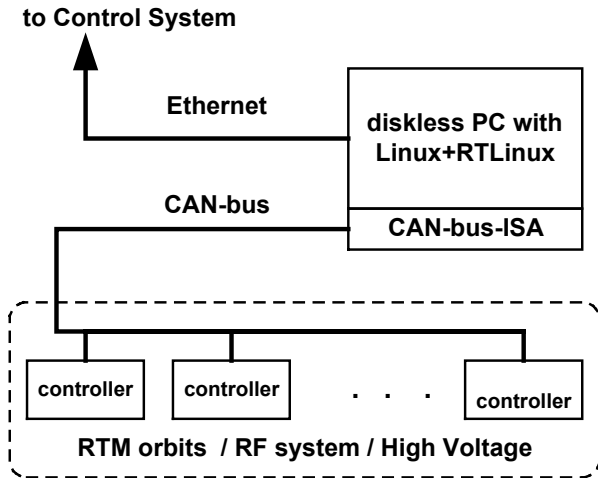 to Control System
Ethernet
diskless PC with
Linux+RTLinux
CAN-bus
CAN-bus-ISA
controller
controller
. . .
controller
RTM orbits / RF system / High Voltage